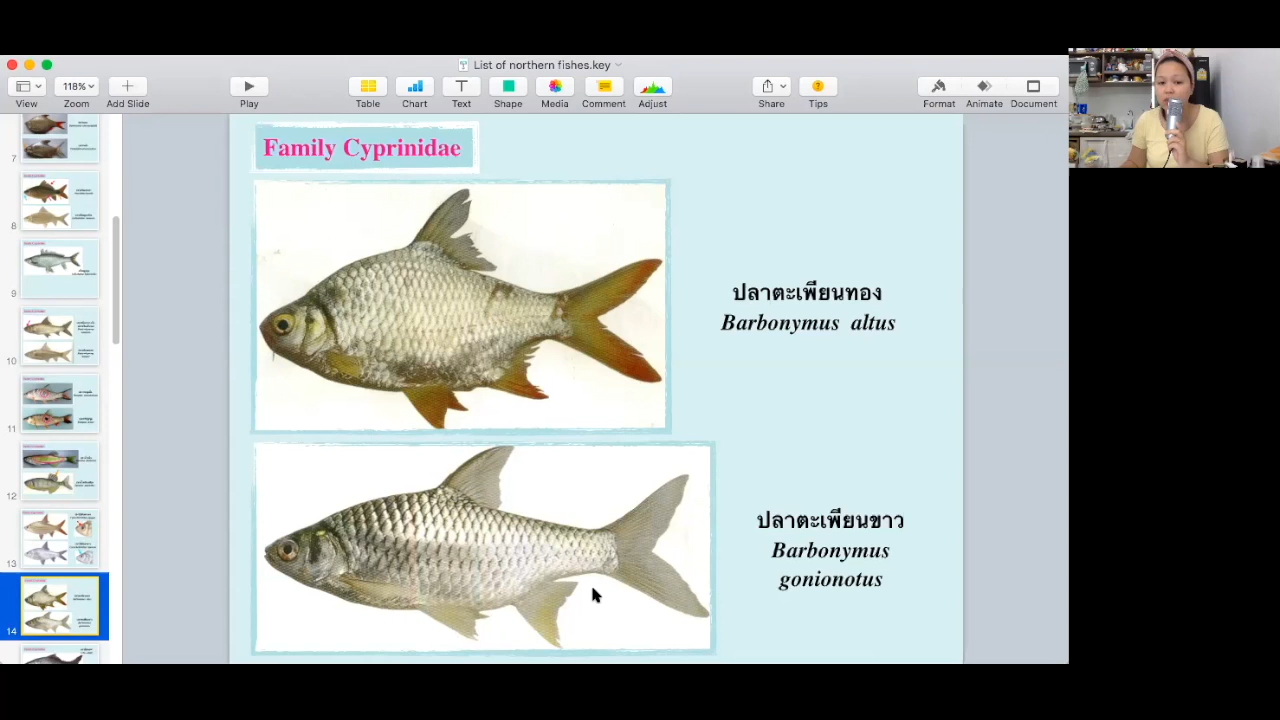 List of northern fishes.key
118%
View
Zoom
Add Slide
Play
Table
Chart
Text
Shape
Media
Comment
Adjust
Share
Tips
Format
Animate
Document
7
8
9
10
11
12
13
14
Family Cyprinidae
ปลาตะเพียนทอง
Barbonymus altus
ปลาตะเพียนขาว
Barbonymus
gonionotus